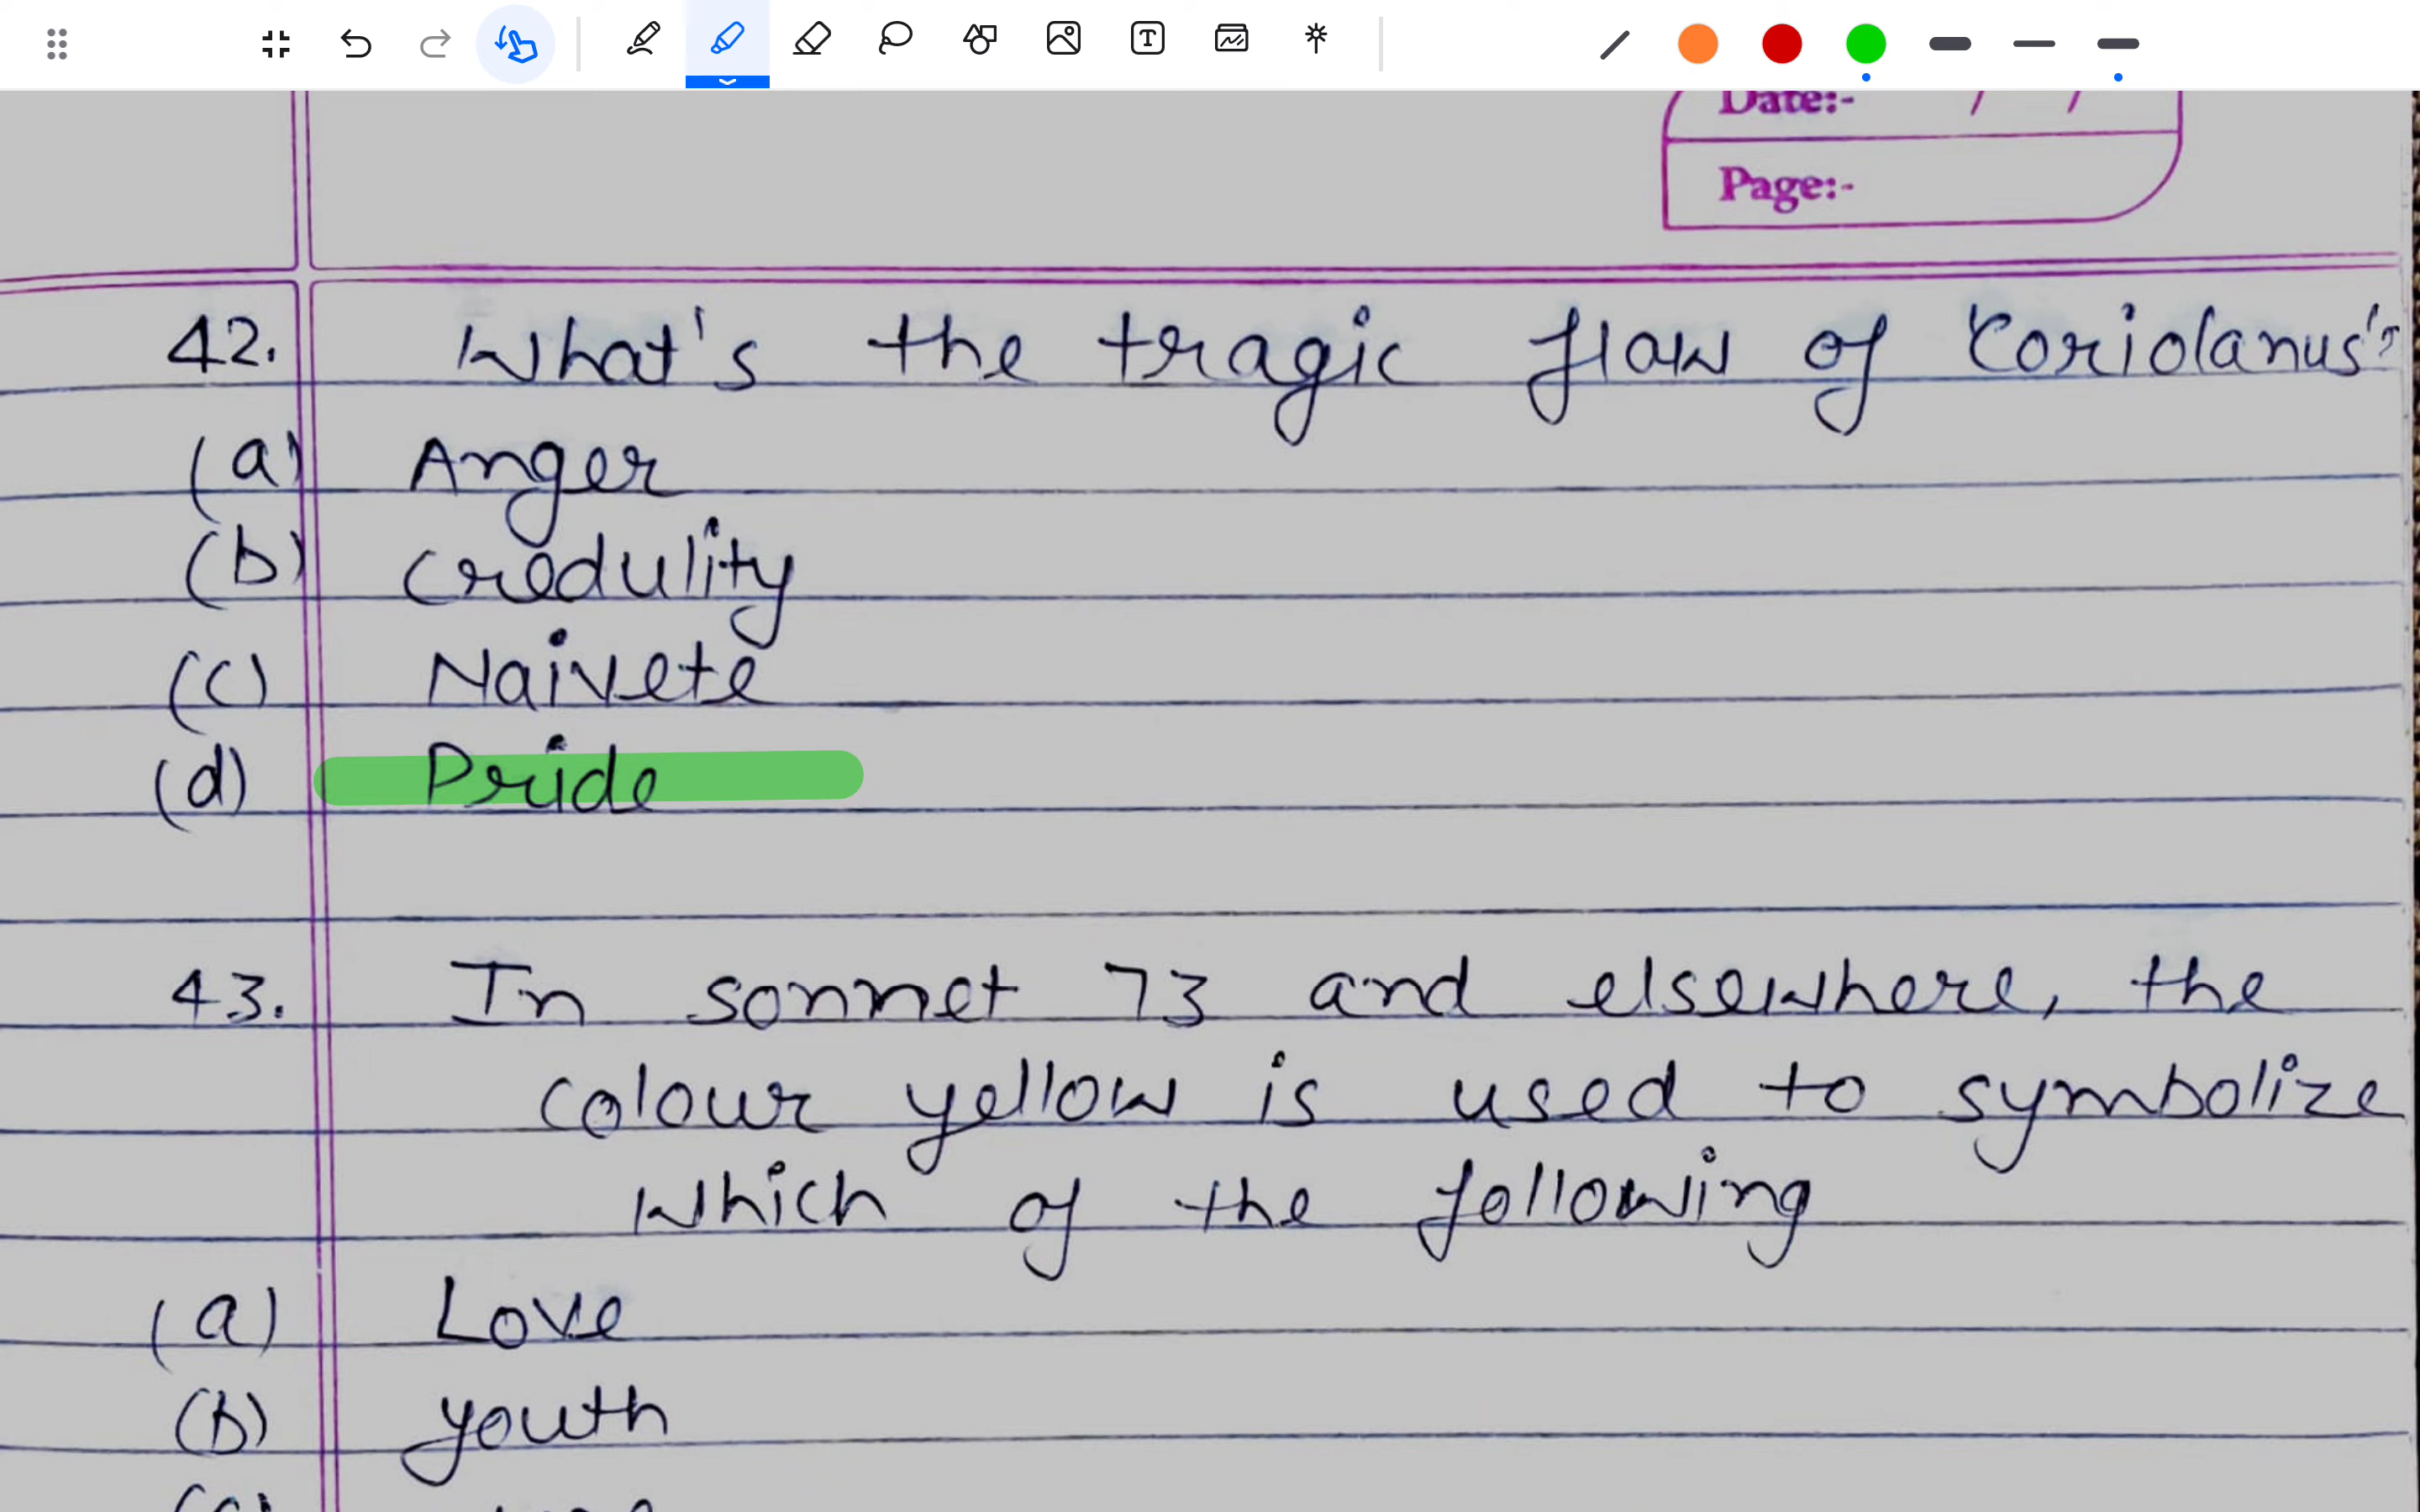 Date:- / /
Page:-
42. What's the tragic flaw of Coriolanus?
(a) Anger
(b) Credulity
(c) Naivete
(d) Pride
43. In sonnet 73 and elsewhere, the
colour yellow is used to symbolize
which of the following
(a) Love
(b) youth